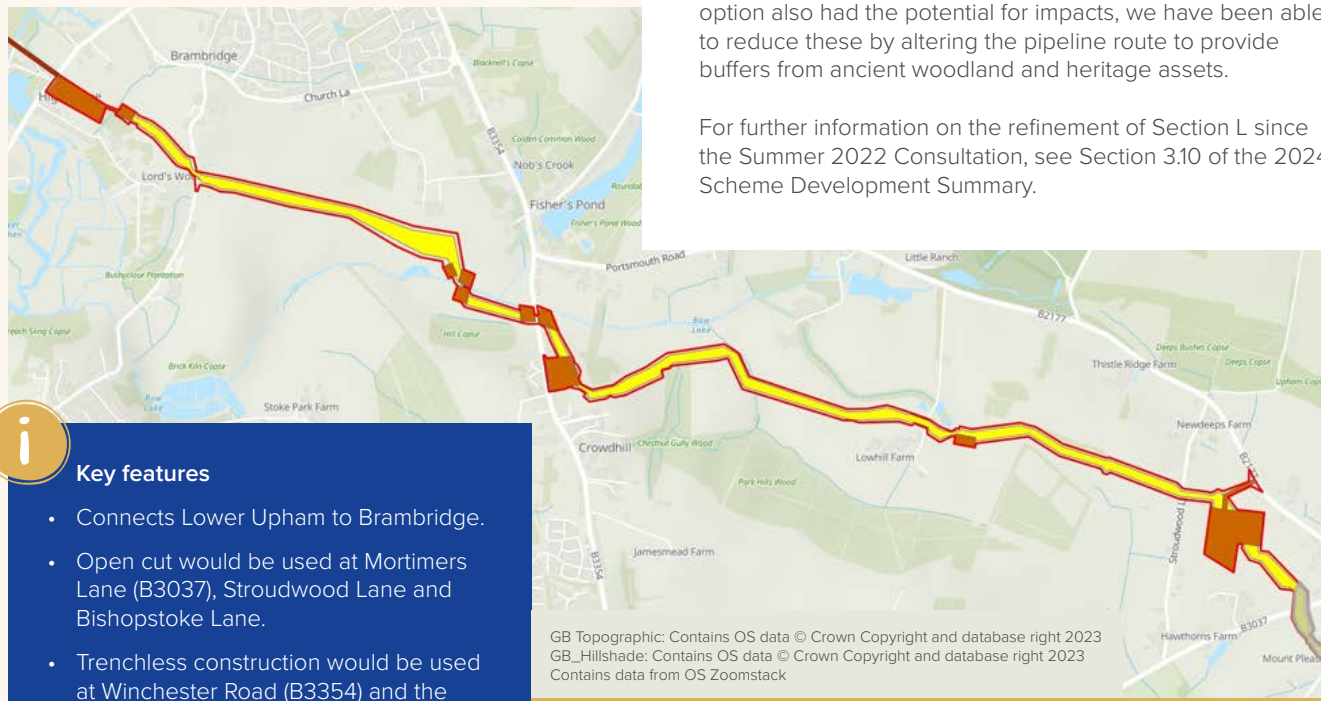 option also had the potential for impacts, we have been able
to reduce these by altering the pipeline route to provide
buffers from ancient woodland and heritage assets.
For further information on the refinement of Section L since
the Summer 2022 Consultation, see Section 3.10 of the 2024
Scheme Development Summary.
Brambridge
Church La
Blacknell's Copse
B3354
Colden Common Wood
Nob's Crook
Lord's Wood
Fisher's Pond
Fisher's Pond Wood
Portsmouth Road
Little Ranch
Bushyclose Plantation
Hill Copse
Bow
Lake
B2177
Deeps Bushes Copse
Deeps Copse
Thistle Ridge Farm
Brick Kiln Copse
Bow
Lake
Stoke Park Farm
Newdeeps Farm
B2177
Crowdhill
Chestnut Gully Wood
Lowhill Farm
Park Hills Wood
Stroudwood L
Jamesmead Farm
B3354
B3037
Hawthorns Farm
Mount Pleas
i
Key features
• Connects Lower Upham to Brambridge.
• Open cut would be used at Mortimers
Lane (B3037), Stroudwood Lane and
Bishopstoke Lane.
• Trenchless construction would be used
at Winchester Road (B3354) and the
GB Topographic: Contains OS data © Crown Copyright and database right 2023
GB_Hillshade: Contains OS data © Crown Copyright and database right 2023
Contains data from OS Zoomstack